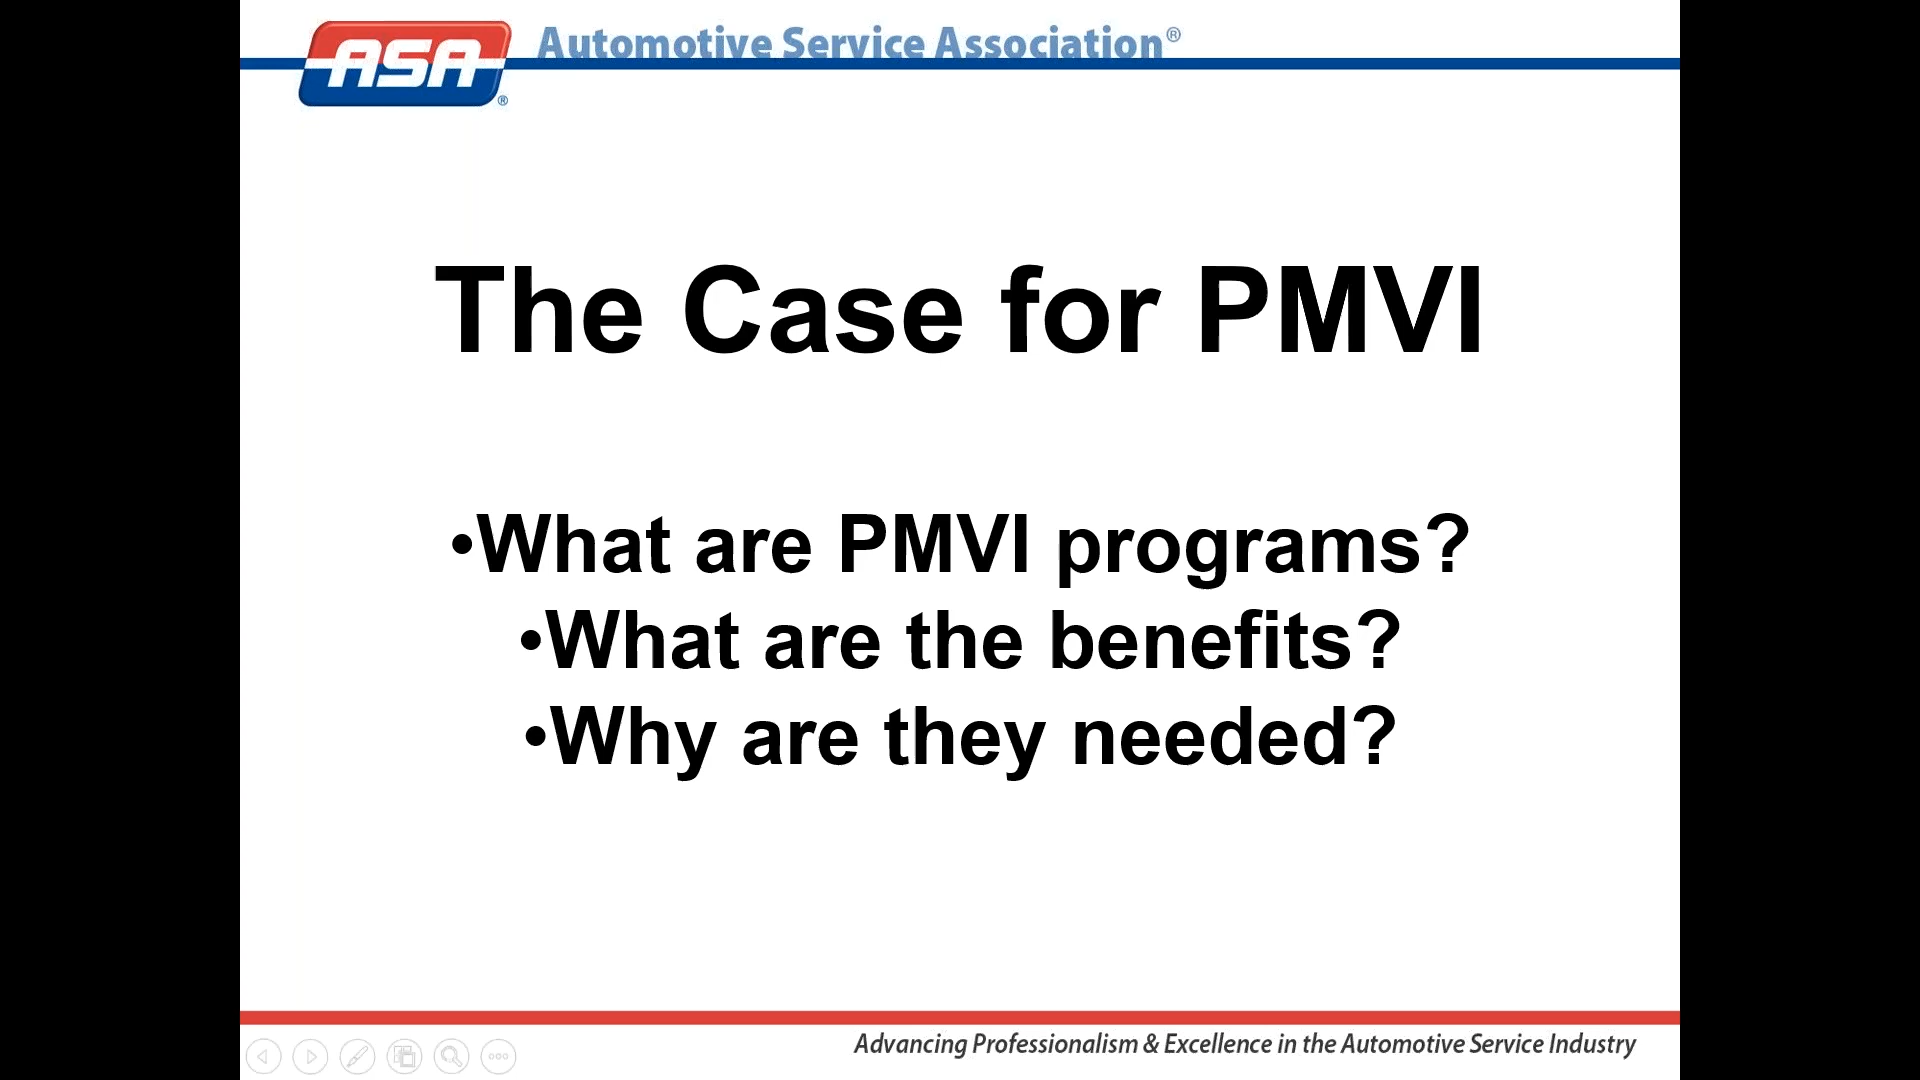 ASA®
Automotive Service Association®
The Case for PMVI
•What are PMVI programs?
•What are the benefits?
•Why are they needed?
Advancing Professionalism & Excellence in the Automotive Service Industry